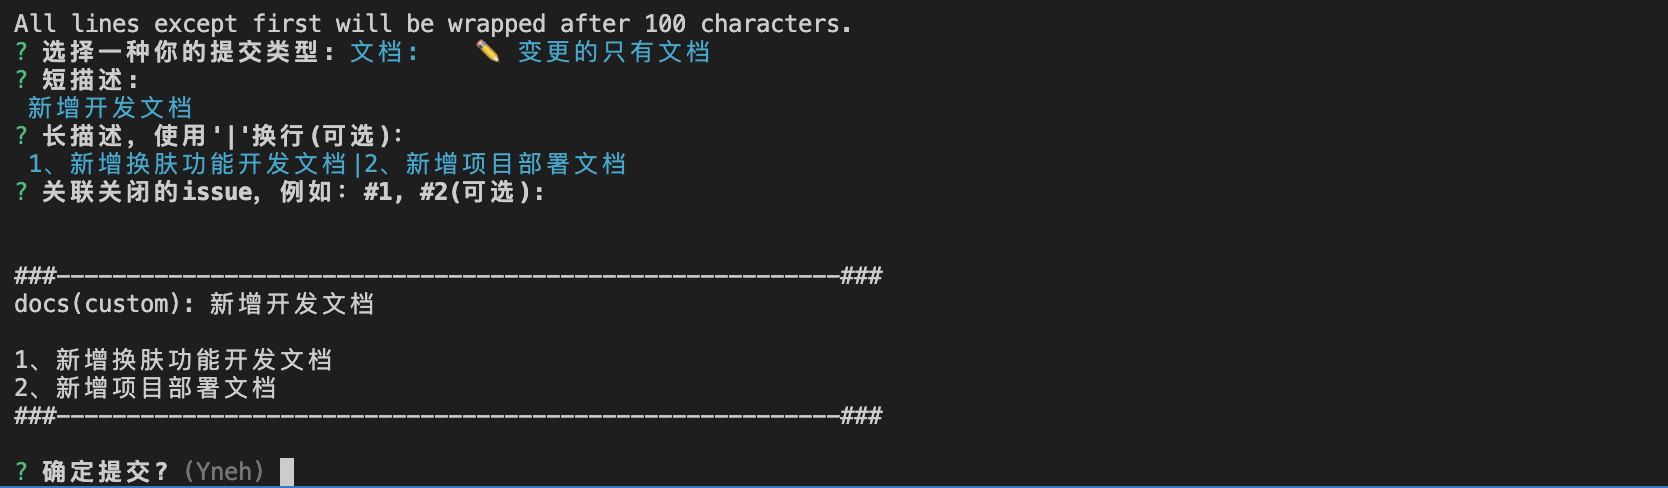 All lines except first will be wrapped after 100 characters.
? 选择一种你的提交类型: 文档: ✏️ 变更的只有文档
? 短描述:
新增开发文档
? 长描述, 使用'|'换行(可选):
1、新增换肤功能开发文档|2、新增项目部署文档
? 关联关闭的issue, 例如: #1, #2(可选):
###--------------------------------------------------------###
docs(custom): 新增开发文档
1、新增换肤功能开发文档
2、新增项目部署文档
###--------------------------------------------------------###
? 确定提交? (Yneh)